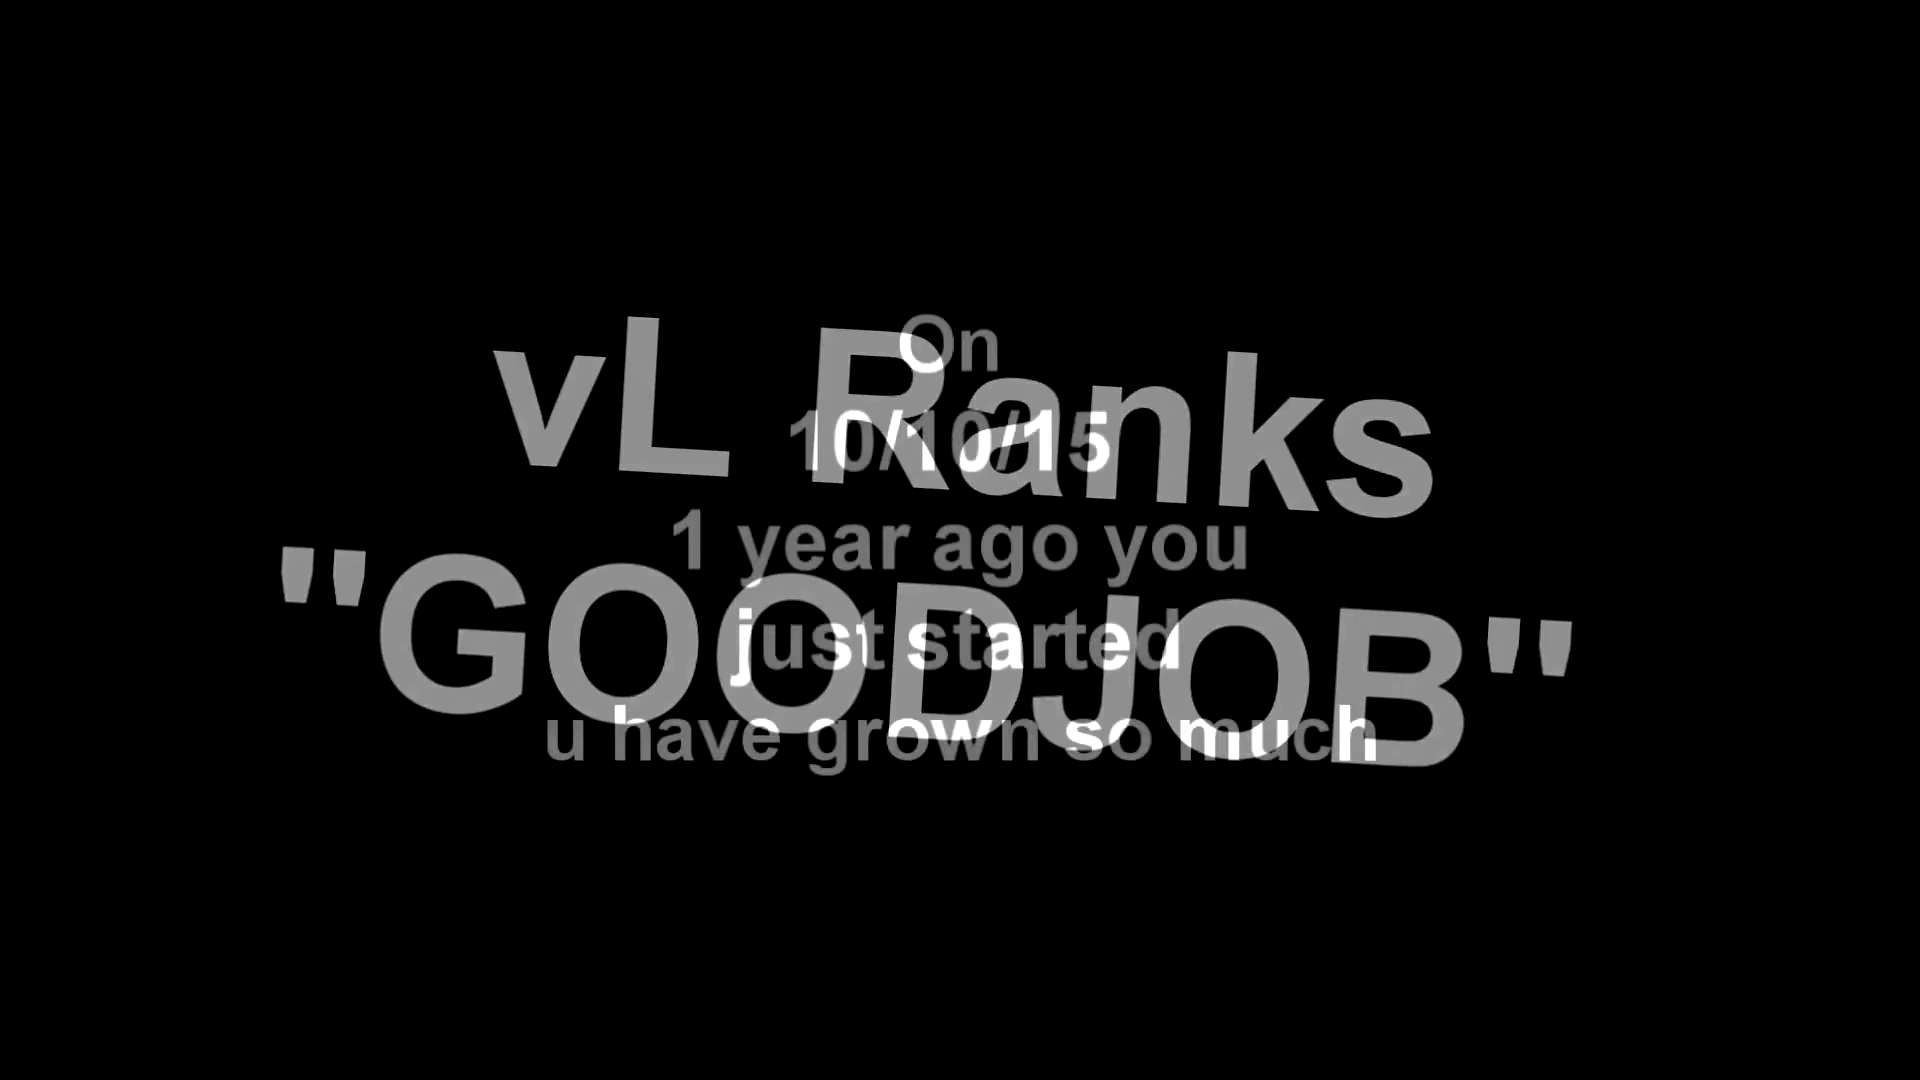 vL Ranks
"GOODJOB"
On
10/10/15
1 year ago you
just started
u have grown so much